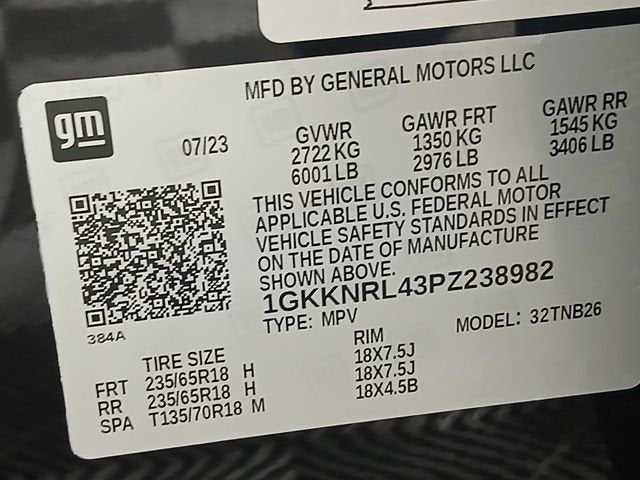 MFD BY GENERAL MOTORS LLC
gm
07/23
GVWR
2722 KG
6001 LB
GAWR FRT
1350 KG
2976 LB
GAWR RR
1545 KG
3406 LB
THIS VEHICLE CONFORMS TO ALL
APPLICABLE U.S. FEDERAL MOTOR
VEHICLE SAFETY STANDARDS IN EFFECT
ON THE DATE OF MANUFACTURE
SHOWN ABOVE.
1GKKNRL43PZ238982
TYPE: MPV
MODEL: 32TNB26
384A
TIRE SIZE
RIM
FRT 235/65R18 H 18X7.5J
RR 235/65R18 H 18X7.5J
SPA T135/70R18 M 18X4.5B